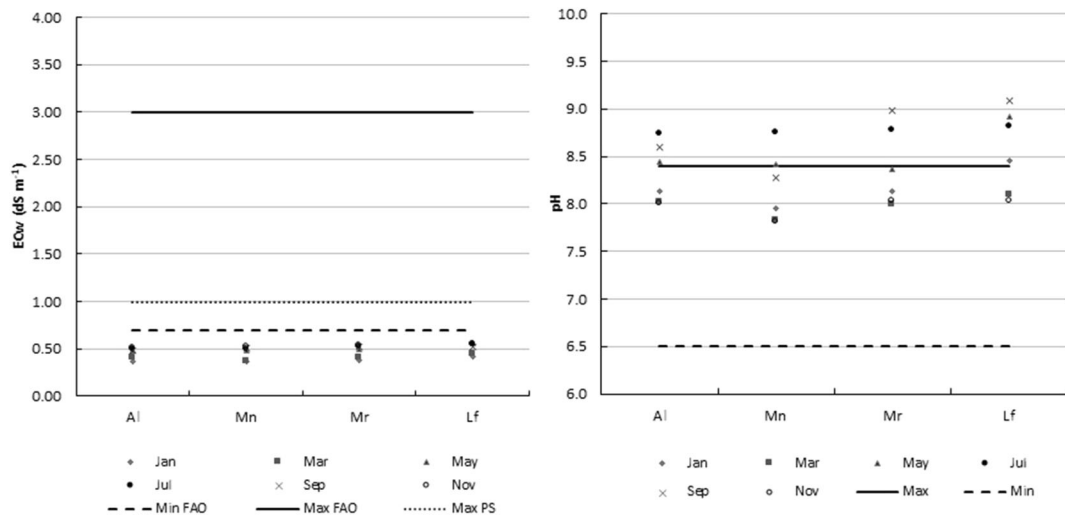 4.00
3.50
3.00
2.50
2.00
1.50
1.00
0.50
0.00
ECw (dS m⁻¹)
Al Mn Mr Lf
Jan Mar May
Jul Sep Nov
Min FAO Max FAO Max PS
10.0
9.5
9.0
8.5
8.0
7.5
7.0
6.5
6.0
pH
Al Mn Mr Lf
Jan Mar May Jul
Sep Nov Max Min